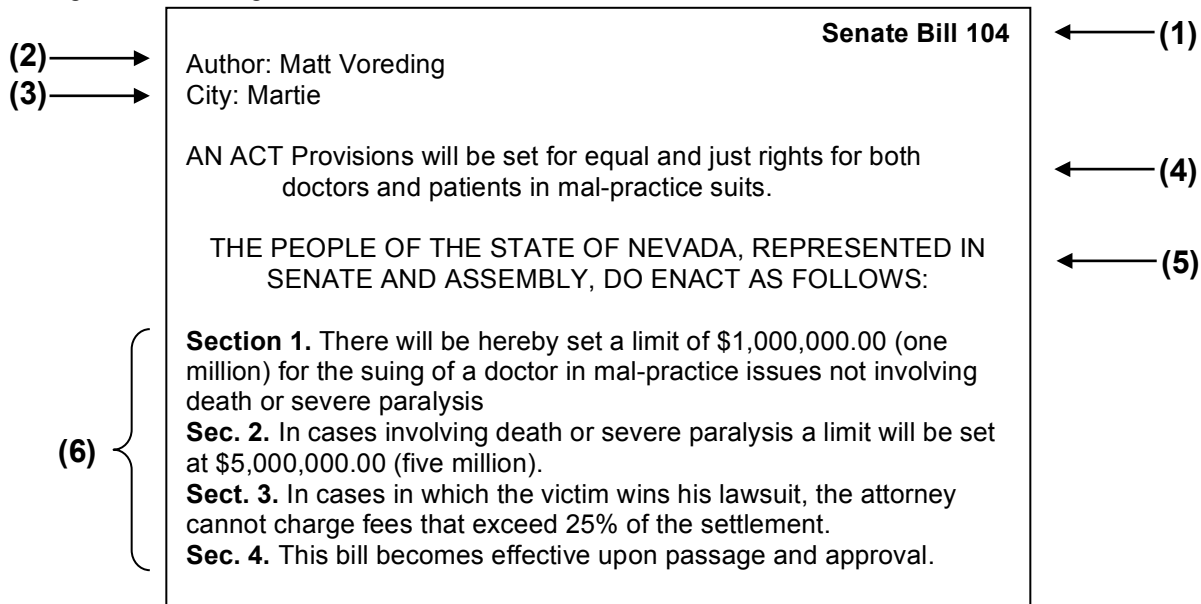 Senate Bill 104
(1)
(2)
Author: Matt Voreding
(3)
City: Martie
AN ACT Provisions will be set for equal and just rights for both
doctors and patients in mal-practice suits.
(4)
THE PEOPLE OF THE STATE OF NEVADA, REPRESENTED IN
SENATE AND ASSEMBLY, DO ENACT AS FOLLOWS:
(5)
Section 1. There will be hereby set a limit of $1,000,000.00 (one
million) for the suing of a doctor in mal-practice issues not involving
death or severe paralysis
Sec. 2. In cases involving death or severe paralysis a limit will be set
at $5,000,000.00 (five million).
Sect. 3. In cases in which the victim wins his lawsuit, the attorney
cannot charge fees that exceed 25% of the settlement.
Sec. 4. This bill becomes effective upon passage and approval.
(6)